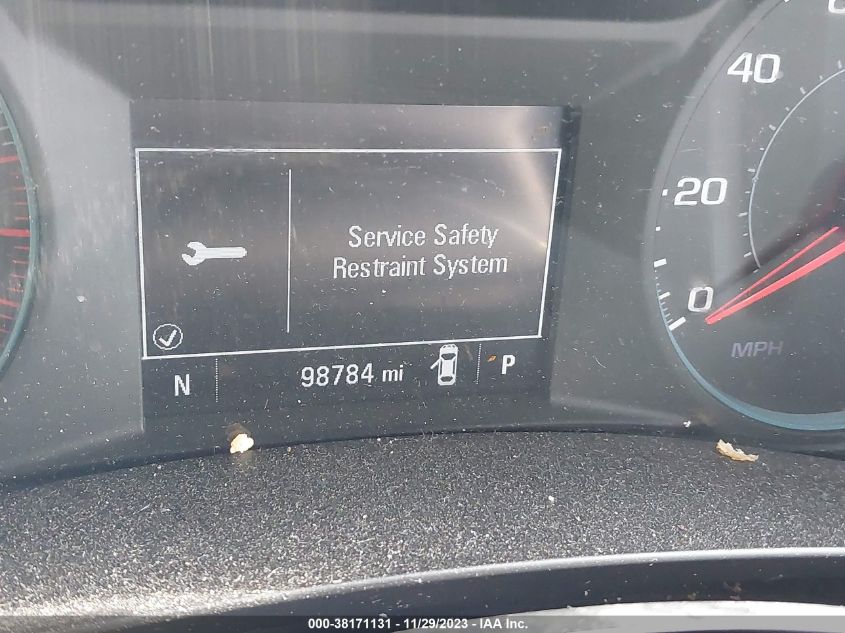 40
20
0
MPH
Service Safety
Restraint System
N
98784 mi
P
000-38171131 - 11/29/2023 - IAA Inc.